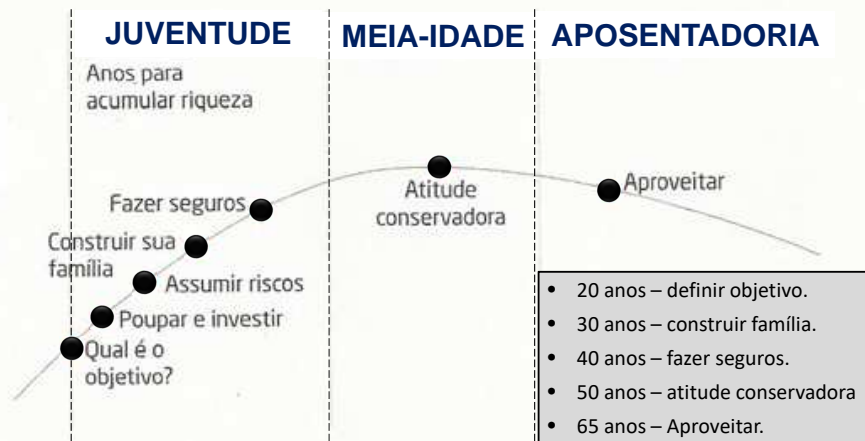 JUVENTUDE
MEIA-IDADE
APOSENTADORIA
Anos para
acumular riqueza
Fazer seguros
Construir sua
família
Assumir riscos
Poupar e investir
Qual é o
objetivo?
Atitude
conservadora
Aproveitar
• 20 anos – definir objetivo.
• 30 anos – construir família.
• 40 anos – fazer seguros.
• 50 anos – atitude conservadora
• 65 anos – Aproveitar.